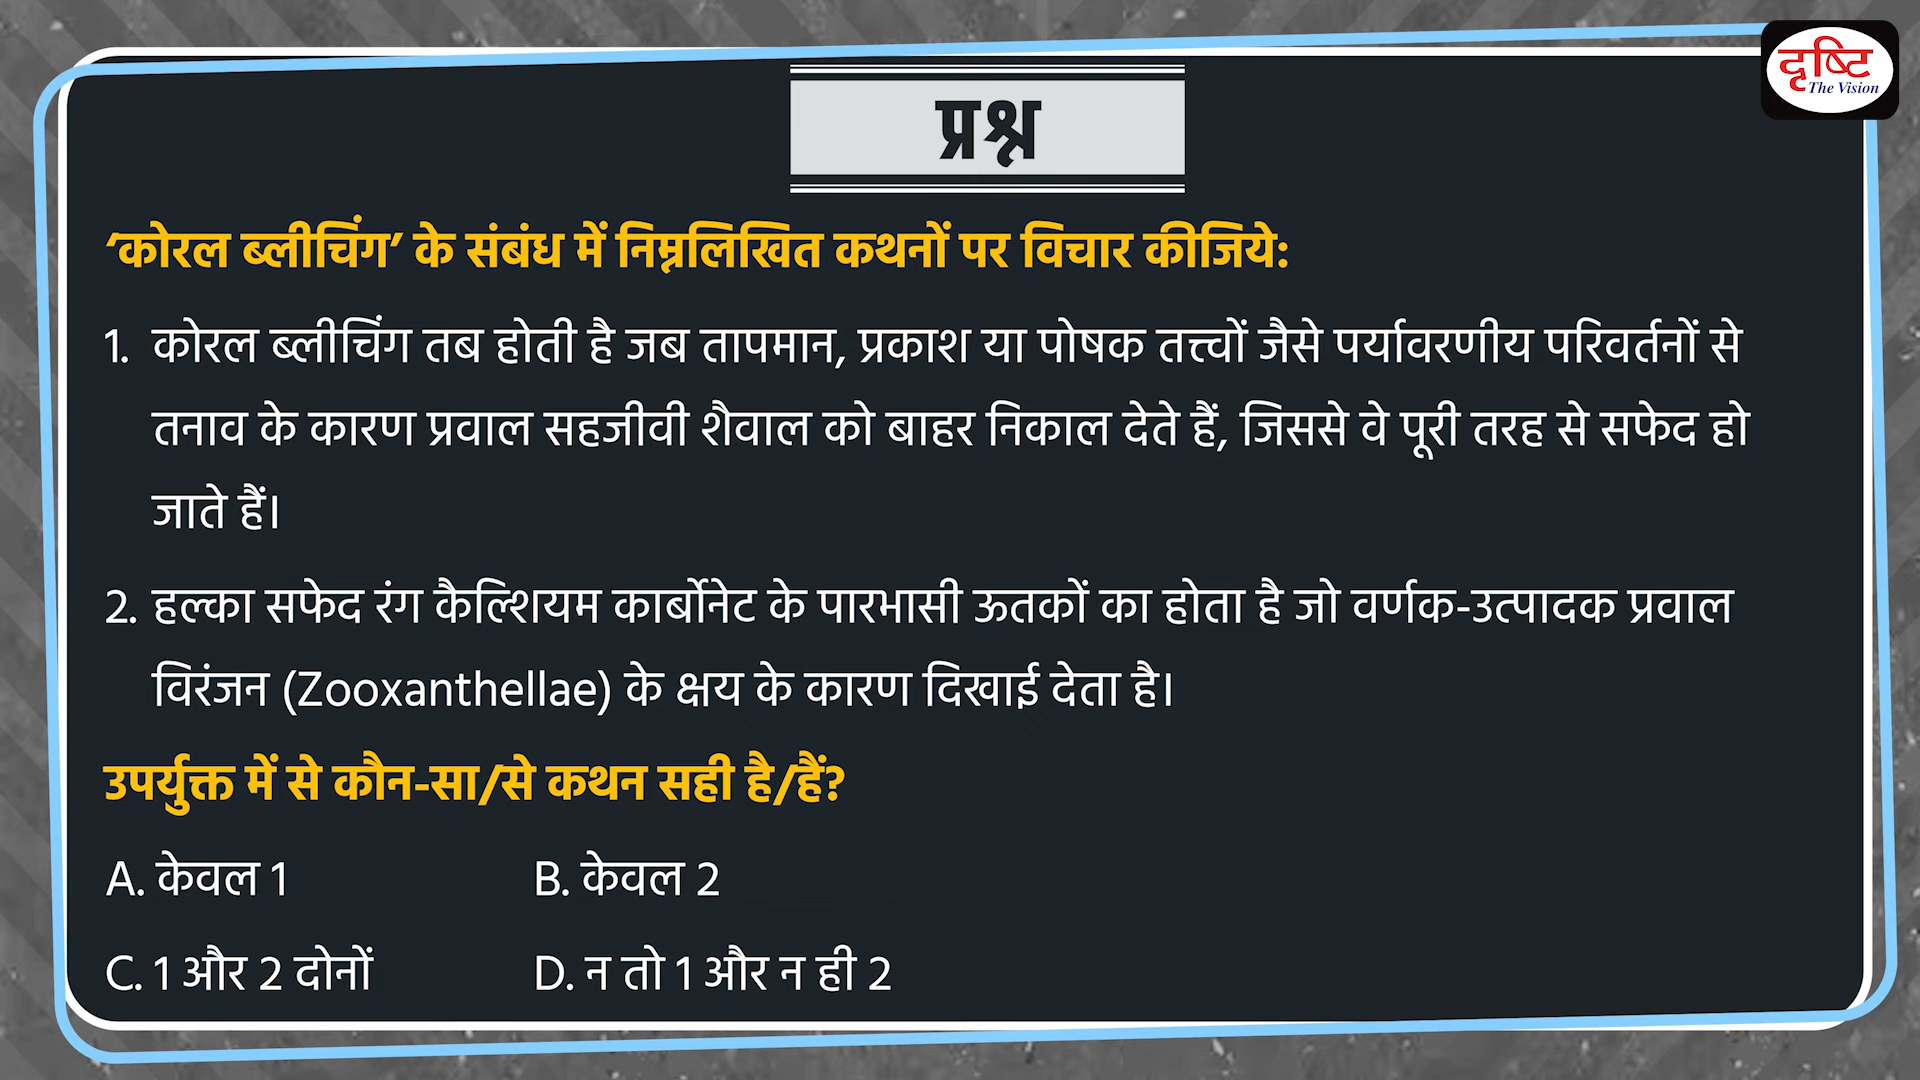 दृष्टि
The Vision
प्रश्न
‘कोरल ब्लीचिंग’ के संबंध में निम्नलिखित कथनों पर विचार कीजिये:
1. कोरल ब्लीचिंग तब होती है जब तापमान, प्रकाश या पोषक तत्त्वों जैसे पर्यावरणीय परिवर्तनों से
तनाव के कारण प्रवाल सहजीवी शैवाल को बाहर निकाल देते हैं, जिससे वे पूरी तरह से सफेद हो
जाते हैं।
2. हल्का सफेद रंग कैल्शियम कार्बोनेट के पारभासी ऊतकों का होता है जो वर्णक-उत्पादक प्रवाल
विरंजन (Zooxanthellae) के क्षय के कारण दिखाई देता है।
उपर्युक्त में से कौन-सा/से कथन सही है/हैं?
A. केवल 1 B. केवल 2
C. 1 और 2 दोनों D. न तो 1 और न ही 2